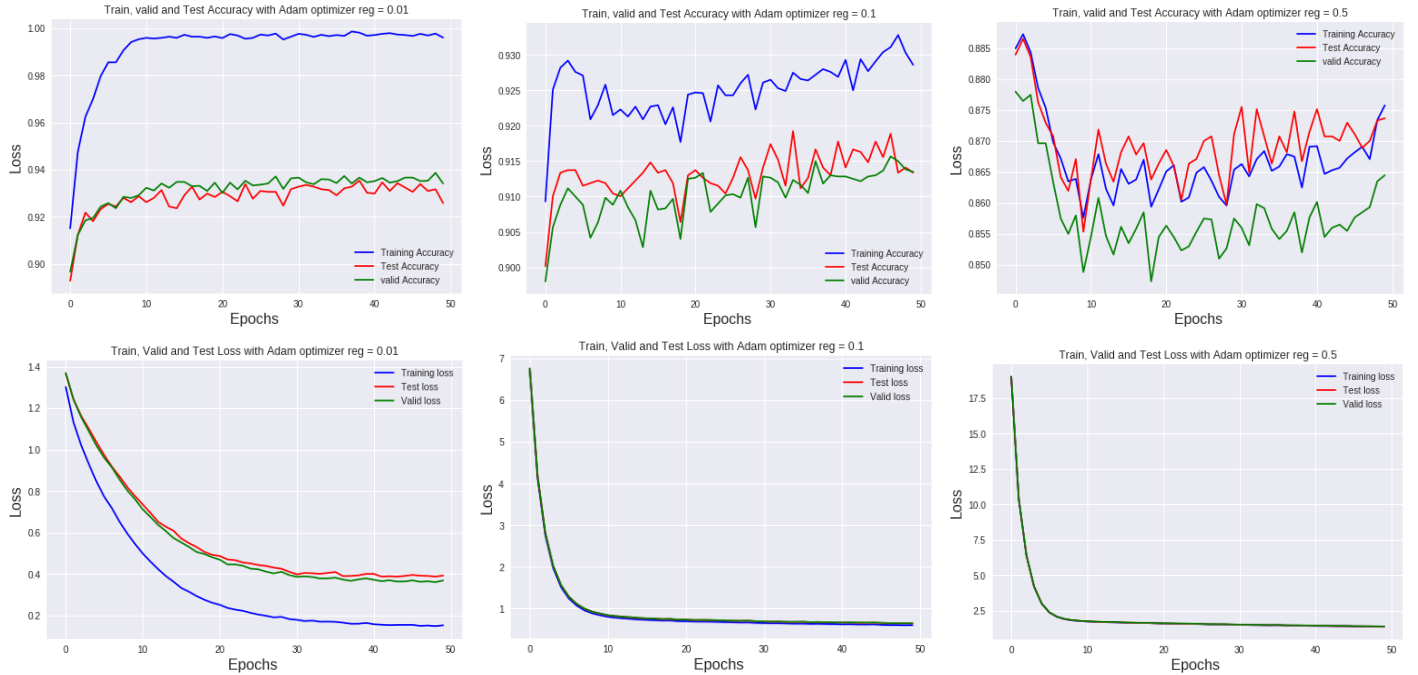 Train, valid and Test Accuracy with Adam optimizer reg = 0.01
1.00
0.98
0.96
0.94
0.92
0.90
Loss
Training Accuracy
Test Accuracy
valid Accuracy
0 10 20 30 40 50
Epochs
Train, valid and Test Accuracy with Adam optimizer reg = 0.1
0.930
0.925
0.920
0.915
0.910
0.905
0.900
Loss
Training Accuracy
Test Accuracy
valid Accuracy
0 10 20 30 40 50
Epochs
Train, valid and Test Accuracy with Adam optimizer reg = 0.5
0.885
0.880
0.875
0.870
0.865
0.860
0.855
0.850
Loss
Training Accuracy
Test Accuracy
valid Accuracy
0 10 20 30 40 50
Epochs
Train, Valid and Test Loss with Adam optimizer reg = 0.01
1.4
1.2
1.0
0.8
0.6
0.4
0.2
Loss
Training loss
Test loss
Valid loss
0 10 20 30 40 50
Epochs
Train, Valid and Test Loss with Adam optimizer reg = 0.1
7
6
5
4
3
2
1
Loss
Training loss
Test loss
Valid loss
0 10 20 30 40 50
Epochs
Train, Valid and Test Loss with Adam optimizer reg = 0.5
17.5
15.0
12.5
10.0
7.5
5.0
2.5
Loss
Training loss
Test loss
Valid loss
0 10 20 30 40 50
Epochs